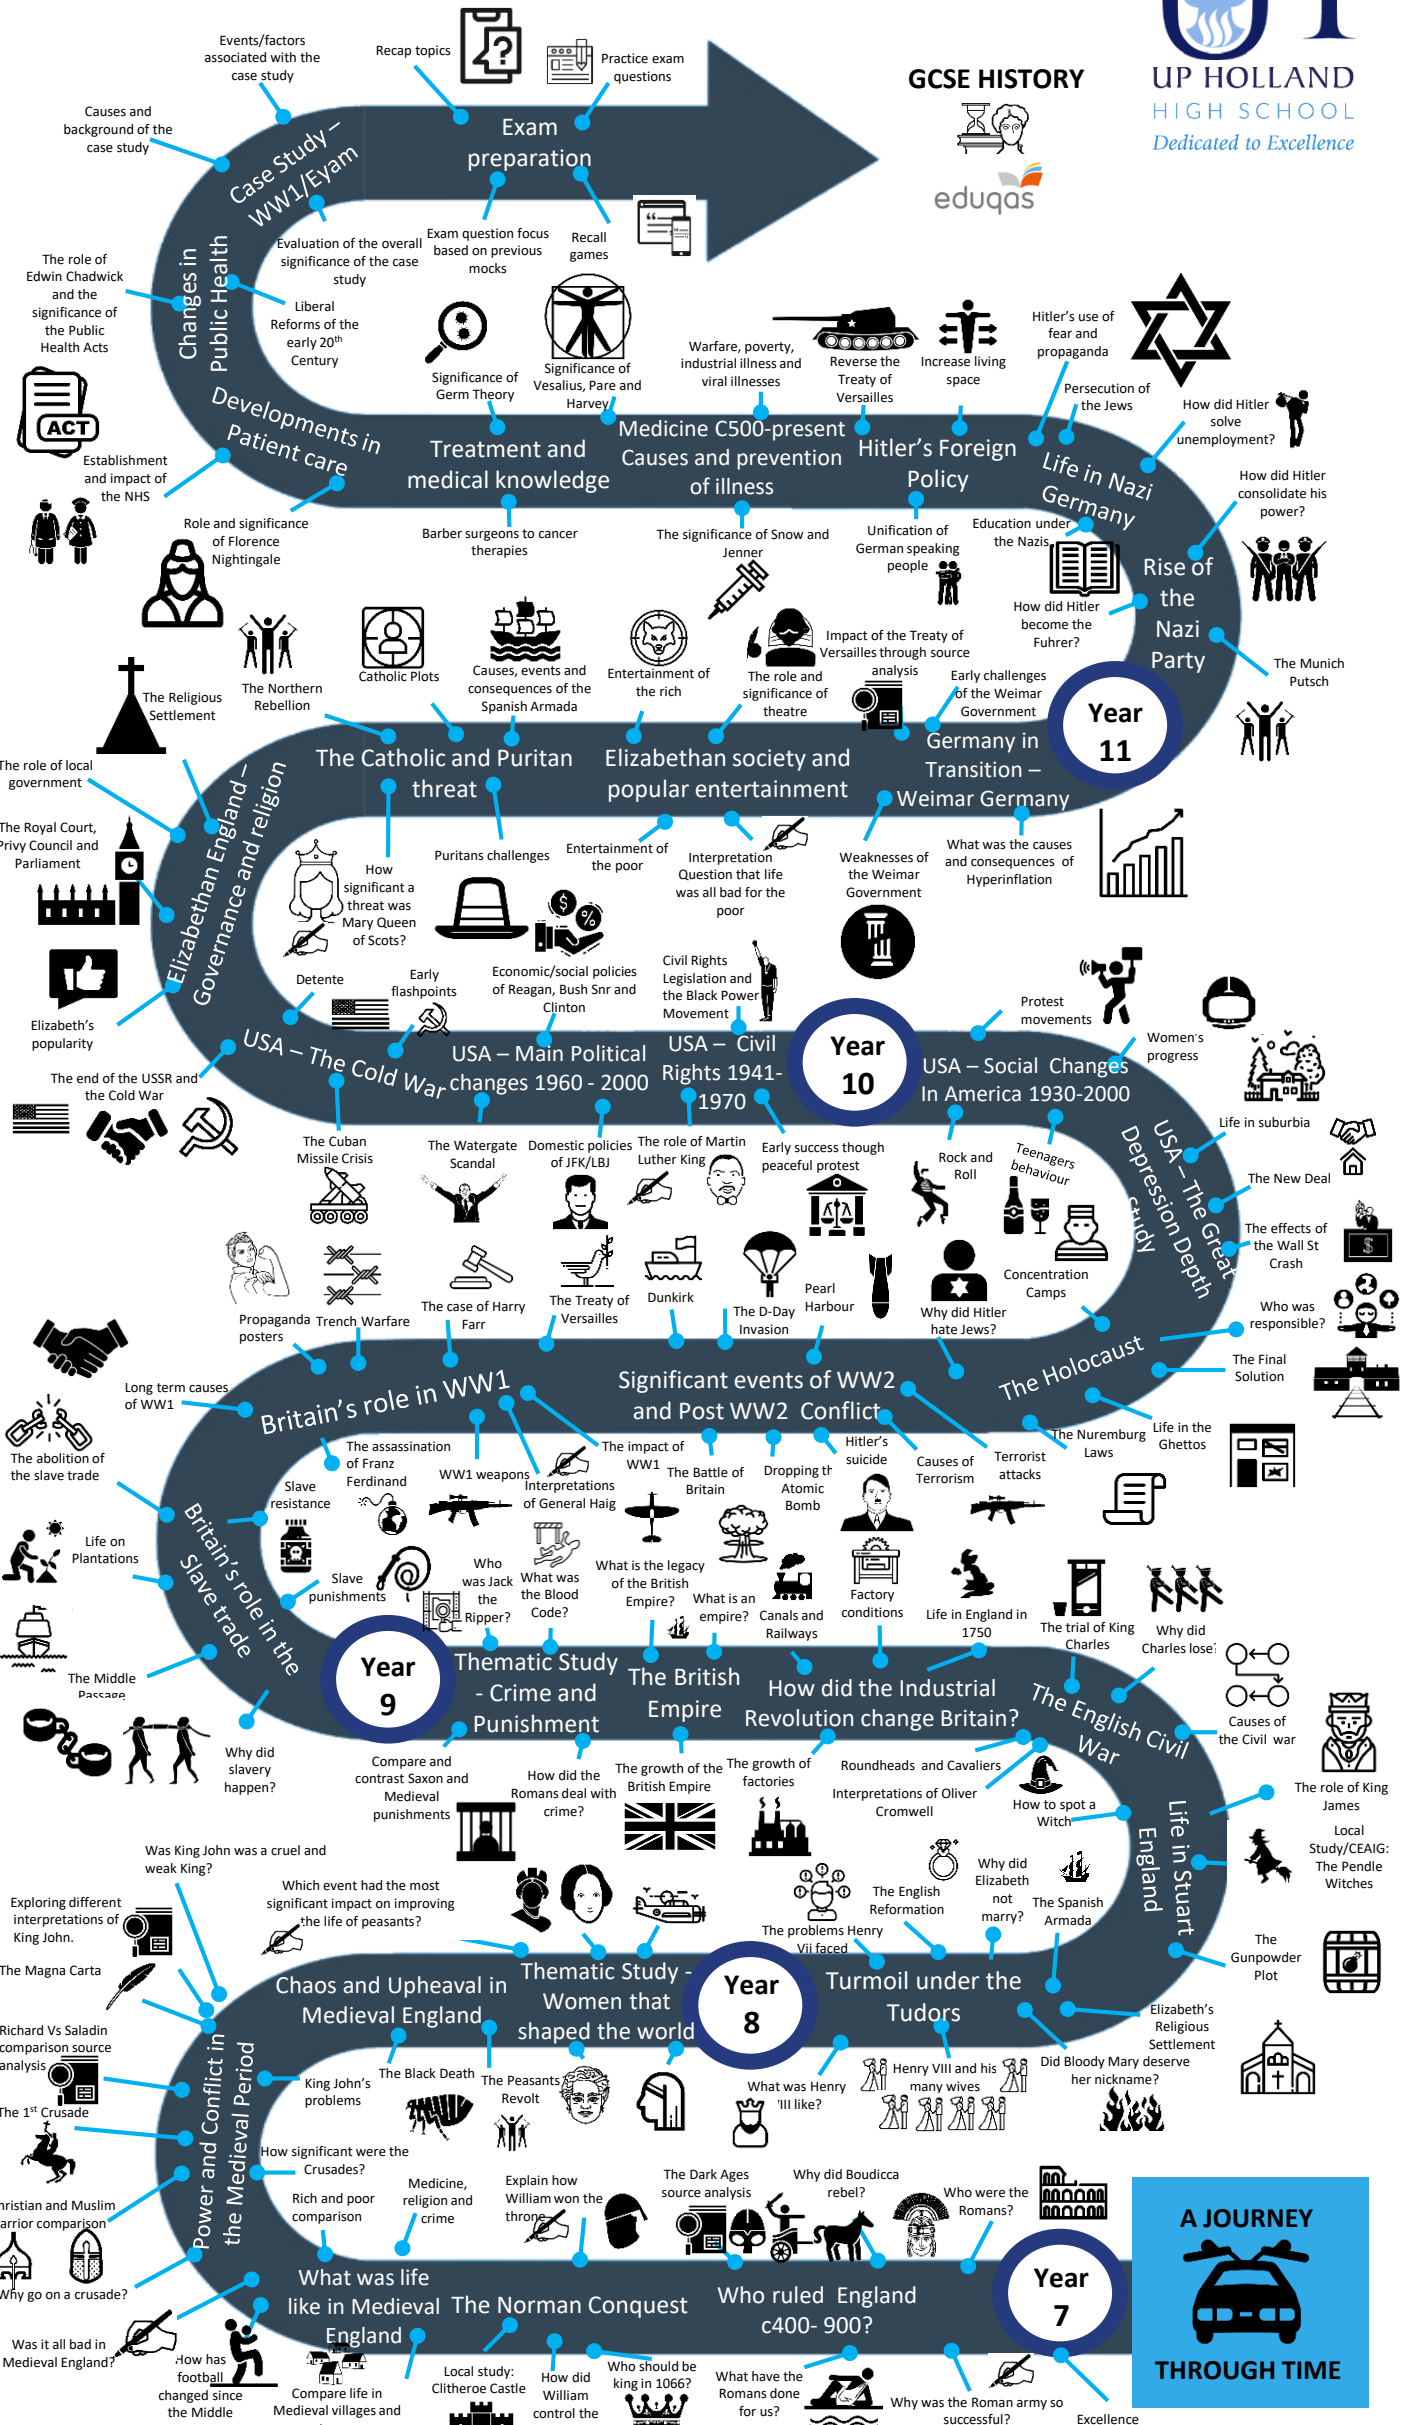 UP HOLLAND
HIGH SCHOOL
Dedicated to Excellence
GCSE HISTORY
eduqas
Events/factors
associated with the
case study
Recap topics
Practice exam
questions
Causes and
background of the
case study
Case Study –
WW1/Eyam
Exam
preparation
Evaluation of the overall
significance of the case
study
Exam question focus
based on previous
mocks
Recall
games
The role of
Edwin Chadwick
and the
significance of
the Public
Health Acts
Changes in
Public Health
Liberal
Reforms of the
early 20th
Century
ACT
Significance of
Germ Theory
Significance of
Vesalius, Pare and
Harvey
Warfare, poverty,
industrial illness and
viral illnesses
Reverse the
Treaty of
Versailles
Increase living
space
Hitler's use of
fear and
propaganda
Persecution of
the Jews
How did Hitler
solve
unemployment?
Developments in
Patient care
Treatment and
medical knowledge
Medicine C500-present
Causes and prevention
of illness
Hitler's Foreign
Policy
Life in Nazi
Germany
How did Hitler
consolidate his
power?
Establishment
and impact of
the NHS
Role and significance
of Florence
Nightingale
Barber surgeons to cancer
therapies
The significance of Snow and
Jenner
Unification of
German speaking
people
Education under
the Nazis
Rise of
the
Nazi
Party
How did Hitler
become the
Fuhrer?
The Munich
Putsch
The Religious
Settlement
The Northern
Rebellion
Catholic Plots
Causes, events and
consequences of the
Spanish Armada
Entertainment of
the rich
The role and
significance of
theatre
Impact of the Treaty of
Versailles through source
analysis
Early challenges
of the Weimar
Government
Year
11
The role of local
government
Elizabethan England –
Governance and religion
The Catholic and Puritan
threat
Elizabethan society and
popular entertainment
Germany in
Transition –
Weimar Germany
The Royal Court,
Privy Council and
Parliament
How
significant a
threat was
Mary Queen
of Scots?
Puritans challenges
Entertainment of
the poor
Interpretation
Question that life
was all bad for the
poor
Weaknesses of
the Weimar
Government
What was the causes
and consequences of
Hyperinflation
Elizabeth's
popularity
Detente
Early
flashpoints
Economic/social policies
of Reagan, Bush Snr and
Clinton
Civil Rights
Legislation and
the Black Power
Movement
Protest
movements
Women's
progress
The end of the USSR and
the Cold War
USA – The Cold War
USA – Main Political
changes 1960 - 2000
USA – Civil
Rights 1941-
1970
Year
10
USA – Social Changes
In America 1930-2000
Life in suburbia
The Cuban
Missile Crisis
The Watergate
Scandal
Domestic policies
of JFK/LBJ
The role of Martin
Luther King
Early success though
peaceful protest
Rock and
Roll
Teenagers
behaviour
USA – The Great
Depression Depth
Study
The New Deal
The effects of
the Wall St
Crash
Propaganda
posters
Trench Warfare
The case of Harry
Farr
The Treaty of
Versailles
Dunkirk
The D-Day
Invasion
Pearl
Harbour
Why did Hitler
hate Jews?
Concentration
Camps
Who was
responsible?
Long term causes
of WW1
Britain's role in WW1
Significant events of WW2
and Post WW2 Conflict
The Holocaust
The Final
Solution
The abolition of
the slave trade
The assassination
of Franz
Ferdinand
WW1 weapons
Interpretations
of General Haig
The impact of
WW1
The Battle of
Britain
Dropping th
Atomic
Bomb
Hitler's
suicide
Causes of
Terrorism
Terrorist
attacks
The Nuremburg
Laws
Life in the
Ghettos
Slave
resistance
Life on
Plantations
Britain's role in the
Slave trade
Slave
punishments
Who
was Jack
the
Ripper?
What was
the Blood
Code?
What is the legacy
of the British
Empire?
What is an
empire?
Canals and
Railways
Factory
conditions
Life in England in
1750
The trial of King
Charles
Why did
Charles lose?
The Middle
Passage
Year
9
Thematic Study
- Crime and
Punishment
The British
Empire
How did the Industrial
Revolution change Britain?
The English Civil
War
Causes of
the Civil war
Why did
slavery
happen?
Compare and
contrast Saxon and
Medieval
punishments
How did the
Romans deal with
crime?
The growth of the
British Empire
The growth of
factories
Roundheads and Cavaliers
Interpretations of Oliver
Cromwell
How to spot a
Witch
The role of King
James
Life in Stuart
England
Local
Study/CEAIG:
The Pendle
Witches
Was King John was a cruel and
weak King?
Which event had the most
significant impact on improving
the life of peasants?
Exploring different
interpretations of
King John.
The problems Henry
Vii faced
The English
Reformation
Why did
Elizabeth
not
marry?
The Spanish
Armada
The
Gunpowder
Plot
The Magna Carta
Chaos and Upheaval in
Medieval England
Thematic Study -
Women that
shaped the world
Year
8
Turmoil under the
Tudors
Elizabeth's
Religious
Settlement
Richard Vs Saladin
comparison source
analysis
Power and Conflict in
the Medieval Period
King John's
problems
The Black Death
The Peasants
Revolt
What was Henry
VIII like?
Henry VIII and his
many wives
Did Bloody Mary deserve
her nickname?
The 1st Crusade
How significant were the
Crusades?
Rich and poor
comparison
Medicine,
religion and
crime
Explain how
William won the
throne
The Dark Ages
source analysis
Why did Boudicca
rebel?
Who were the
Romans?
hristian and Muslim
arrior comparison
Why go on a crusade?
What was life
like in Medieval
England
The Norman Conquest
Who ruled England
c400- 900?
Year
7
A JOURNEY
THROUGH TIME
Was it all bad in
Medieval England?
How has
football
changed since
the Middle
Compare life in
Medieval villages and
Local study:
Clitheroe Castle
How did
William
control the
Who should be
king in 1066?
What have the
Romans done
for us?
Why was the Roman army so
successful?
Excellence